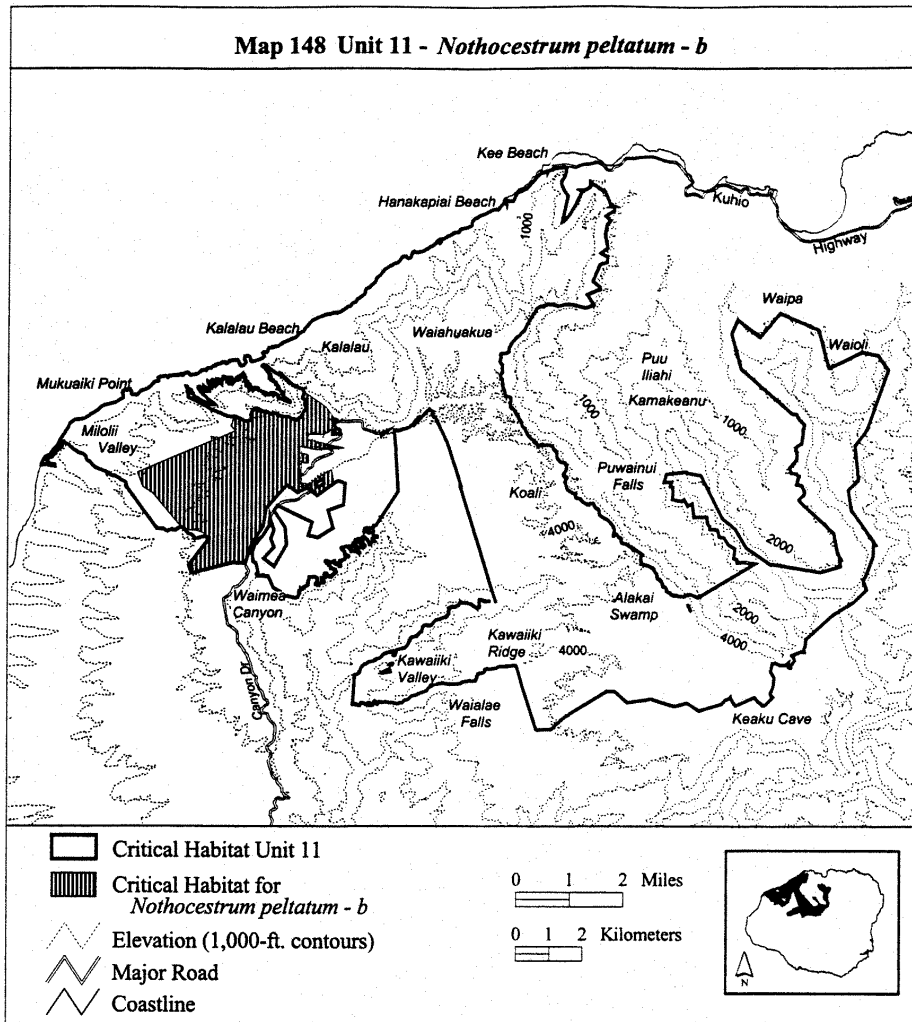 Map 148 Unit 11 - Nothocestrum peltatum - b
Kee Beach
Hanakapiai Beach
Kuhio
Highway
1000
Waipa
Kalalau Beach
Waiahuakua
Kalalau
Waioli
Puu
Iliahi
Mukuaiki Point
Kamakeanu
1000
1000
Milolii
Valley
Puwainui
Falls
Koali
4000
2000
Waimea
Canyon
Alakai
Swamp
2000
4000
Kawaiiki
Ridge
4000
Kawaiiki
Valley
Canyon Dr
Waialae
Falls
Keaku Cave
Critical Habitat Unit 11
Critical Habitat for
Nothocestrum peltatum - b
Elevation (1,000-ft. contours)
Major Road
Coastline
0 1 2 Miles
0 1 2 Kilometers
N